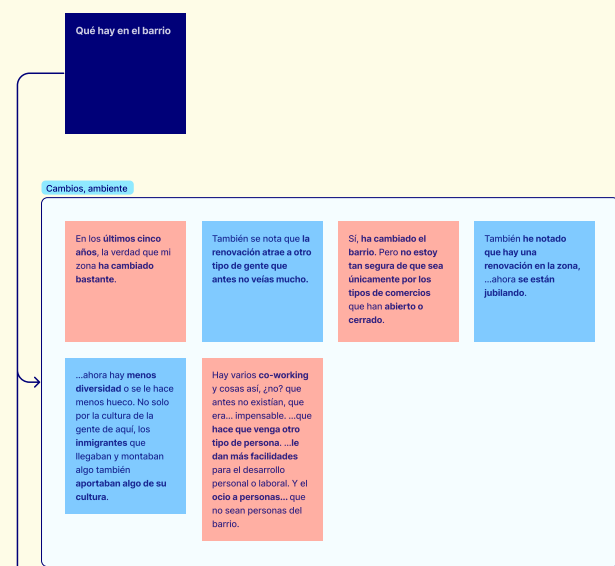 Qué hay en el barrio
Cambios, ambiente
En los últimos cinco
años, la verdad que mi
zona ha cambiado
bastante.
También se nota que la
renovación atrae a otro
tipo de gente que
antes no veías mucho.
Sí, ha cambiado el
barrio. Pero no estoy
tan segura de que sea
únicamente por los
tipos de comercios
que han abierto o
cerrado.
También he notado
que hay una
renovación en la zona,
...ahora se están
jubilando.
...ahora hay menos
diversidad o se le hace
menos hueco. No solo
por la cultura de la
gente de aquí, los
inmigrantes que
llegaban y montaban
algo también
aportaban algo de su
cultura.
Hay varios co-working
y cosas así, ¿no? que
antes no existían, que
era... impensable. ...que
hace que venga otro
tipo de persona. ...le
dan más facilidades
para el desarrollo
personal o laboral. Y el
ocio a personas... que
no sean personas del
barrio.